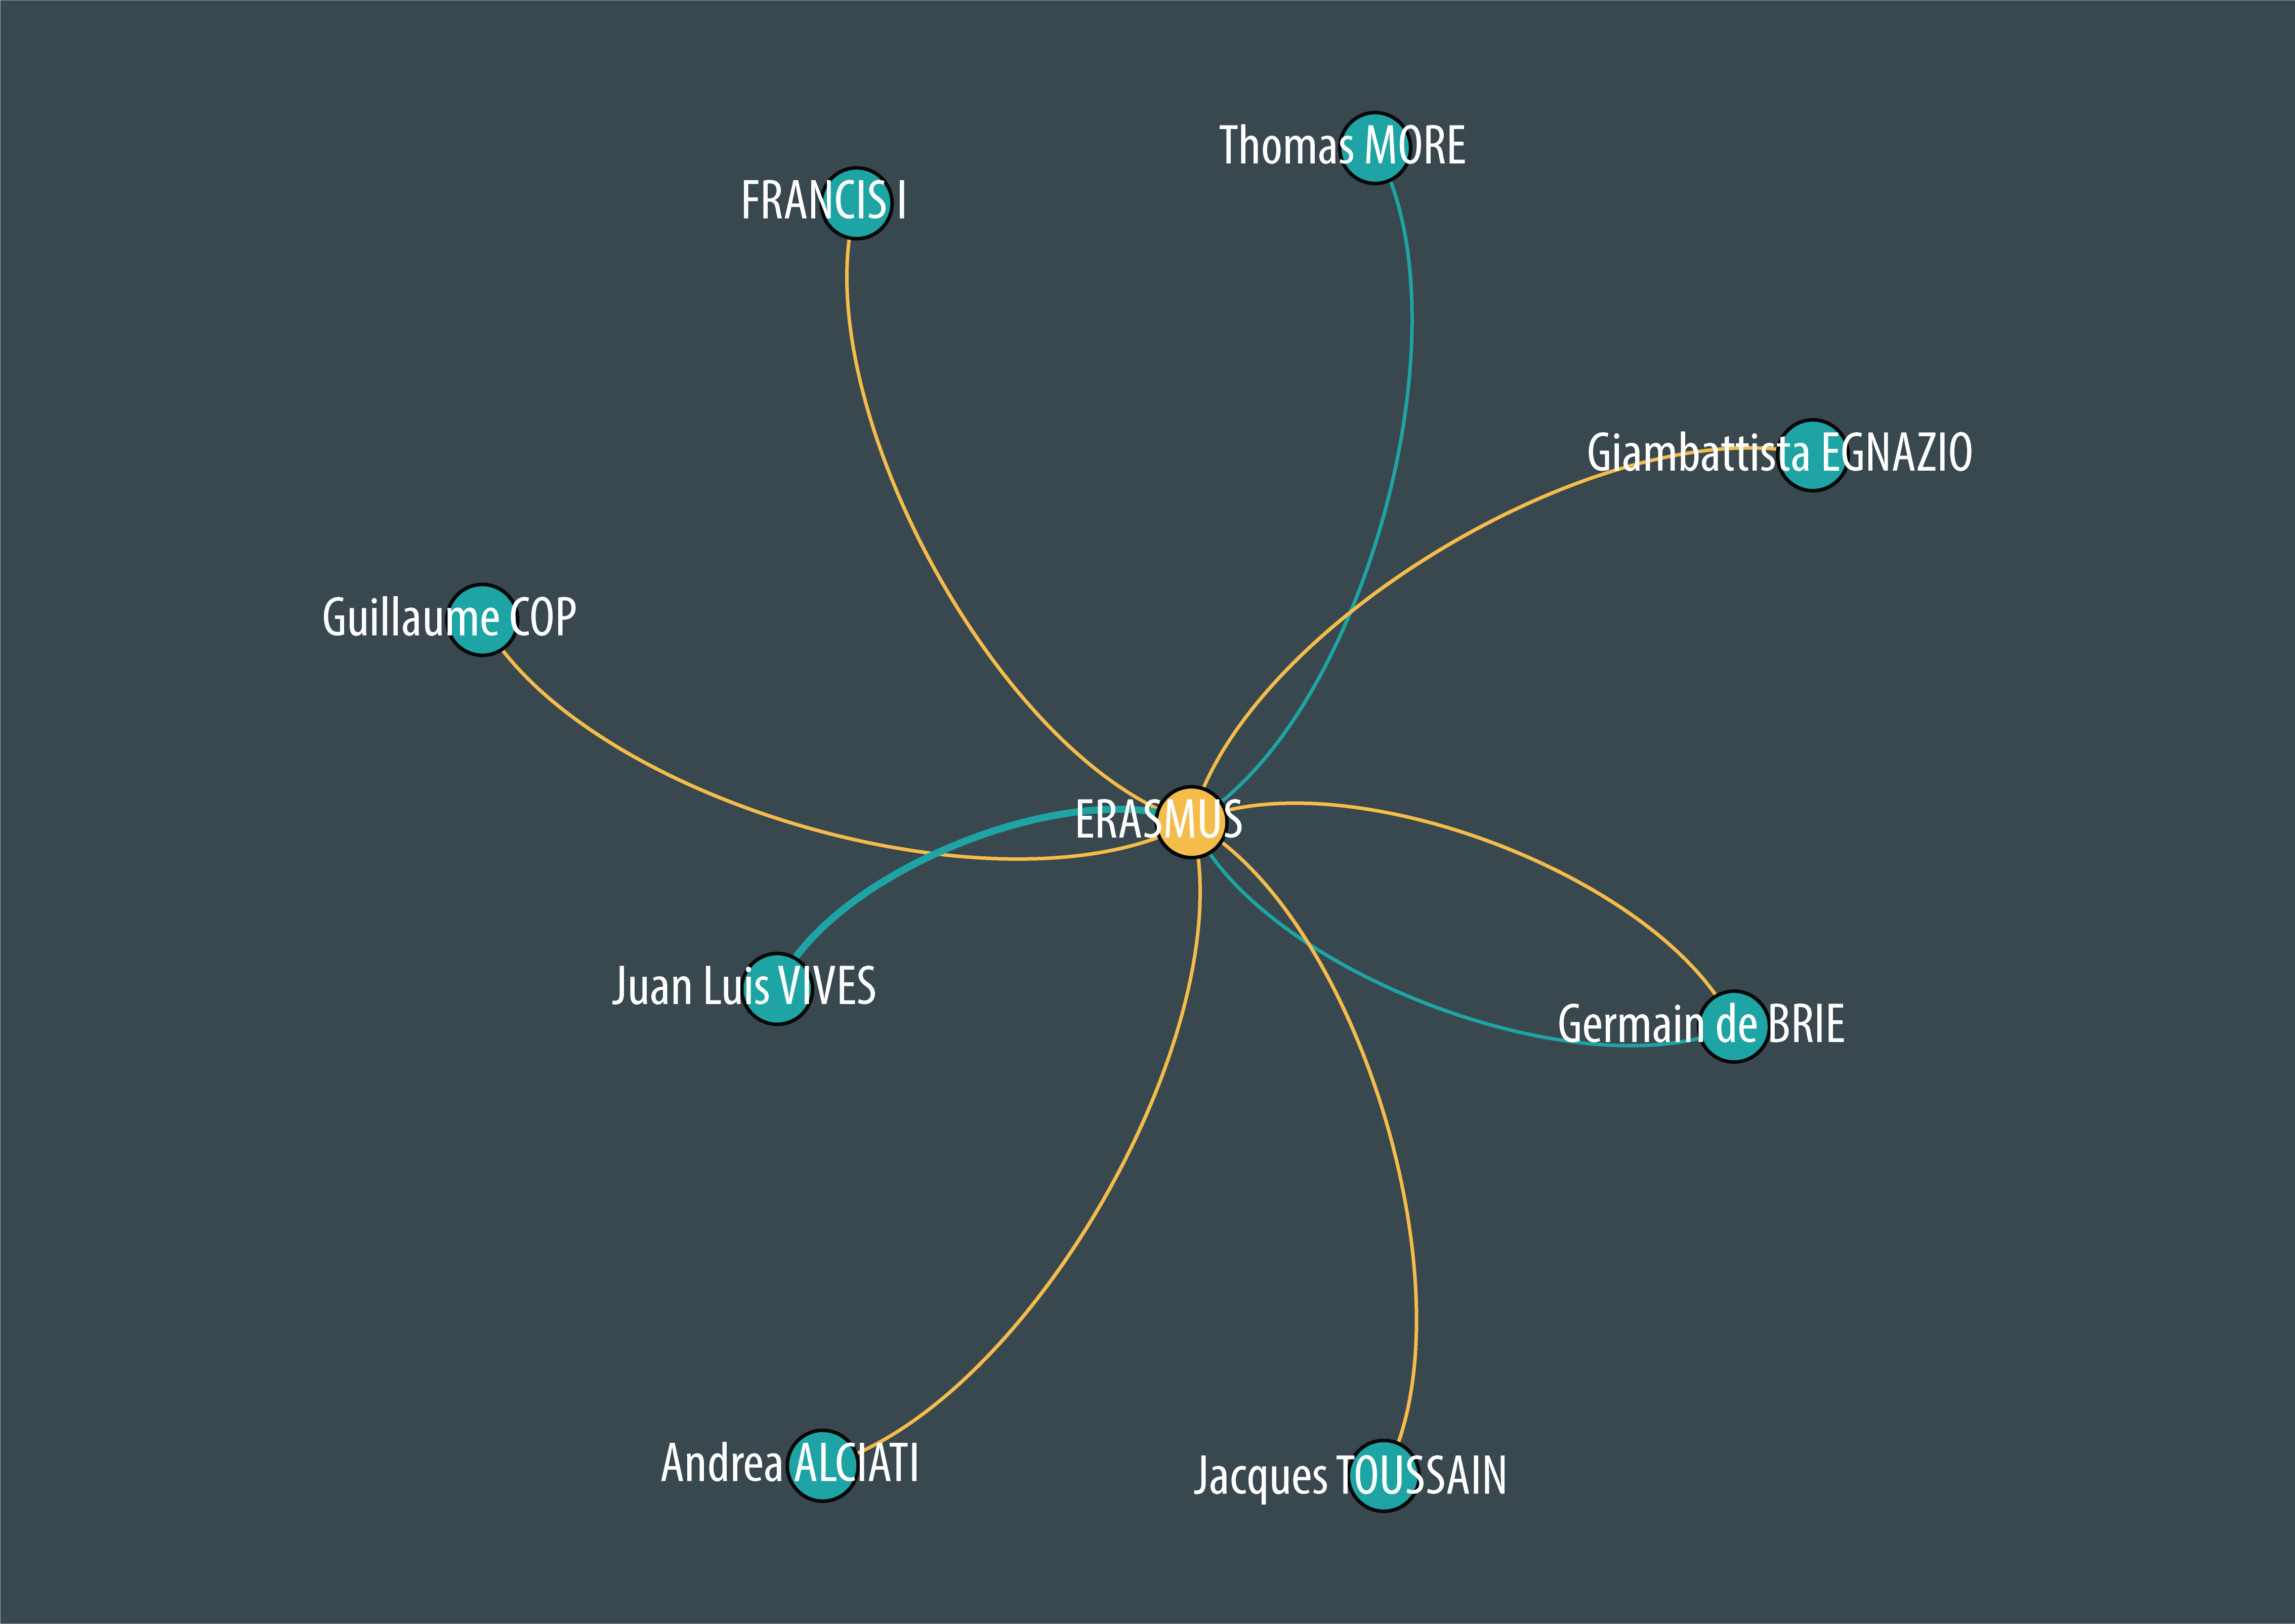 Thomas MORE
FRANCIS I
Giambattista EGNAZIO
Guillaume COP
ERASMUS
Juan Luis VIVES
Germain de BRIE
Andrea ALCIATI
Jacques TOUSSAIN